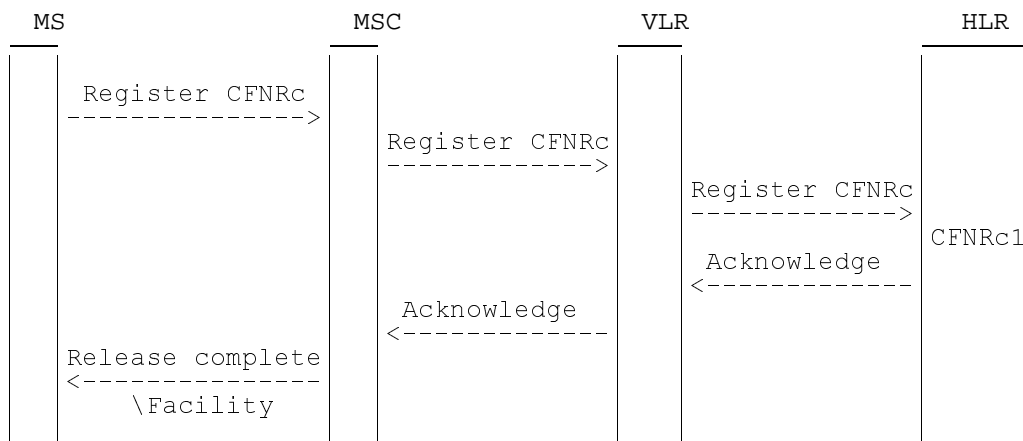 MS MSC VLR HLR
Register CFNRc
--------------->
Register CFNRc
------------->
Register CFNRc
------------->
CFNRc1
Acknowledge
<-------------
Acknowledge
<-------------
Release complete
<---------------
\Facility